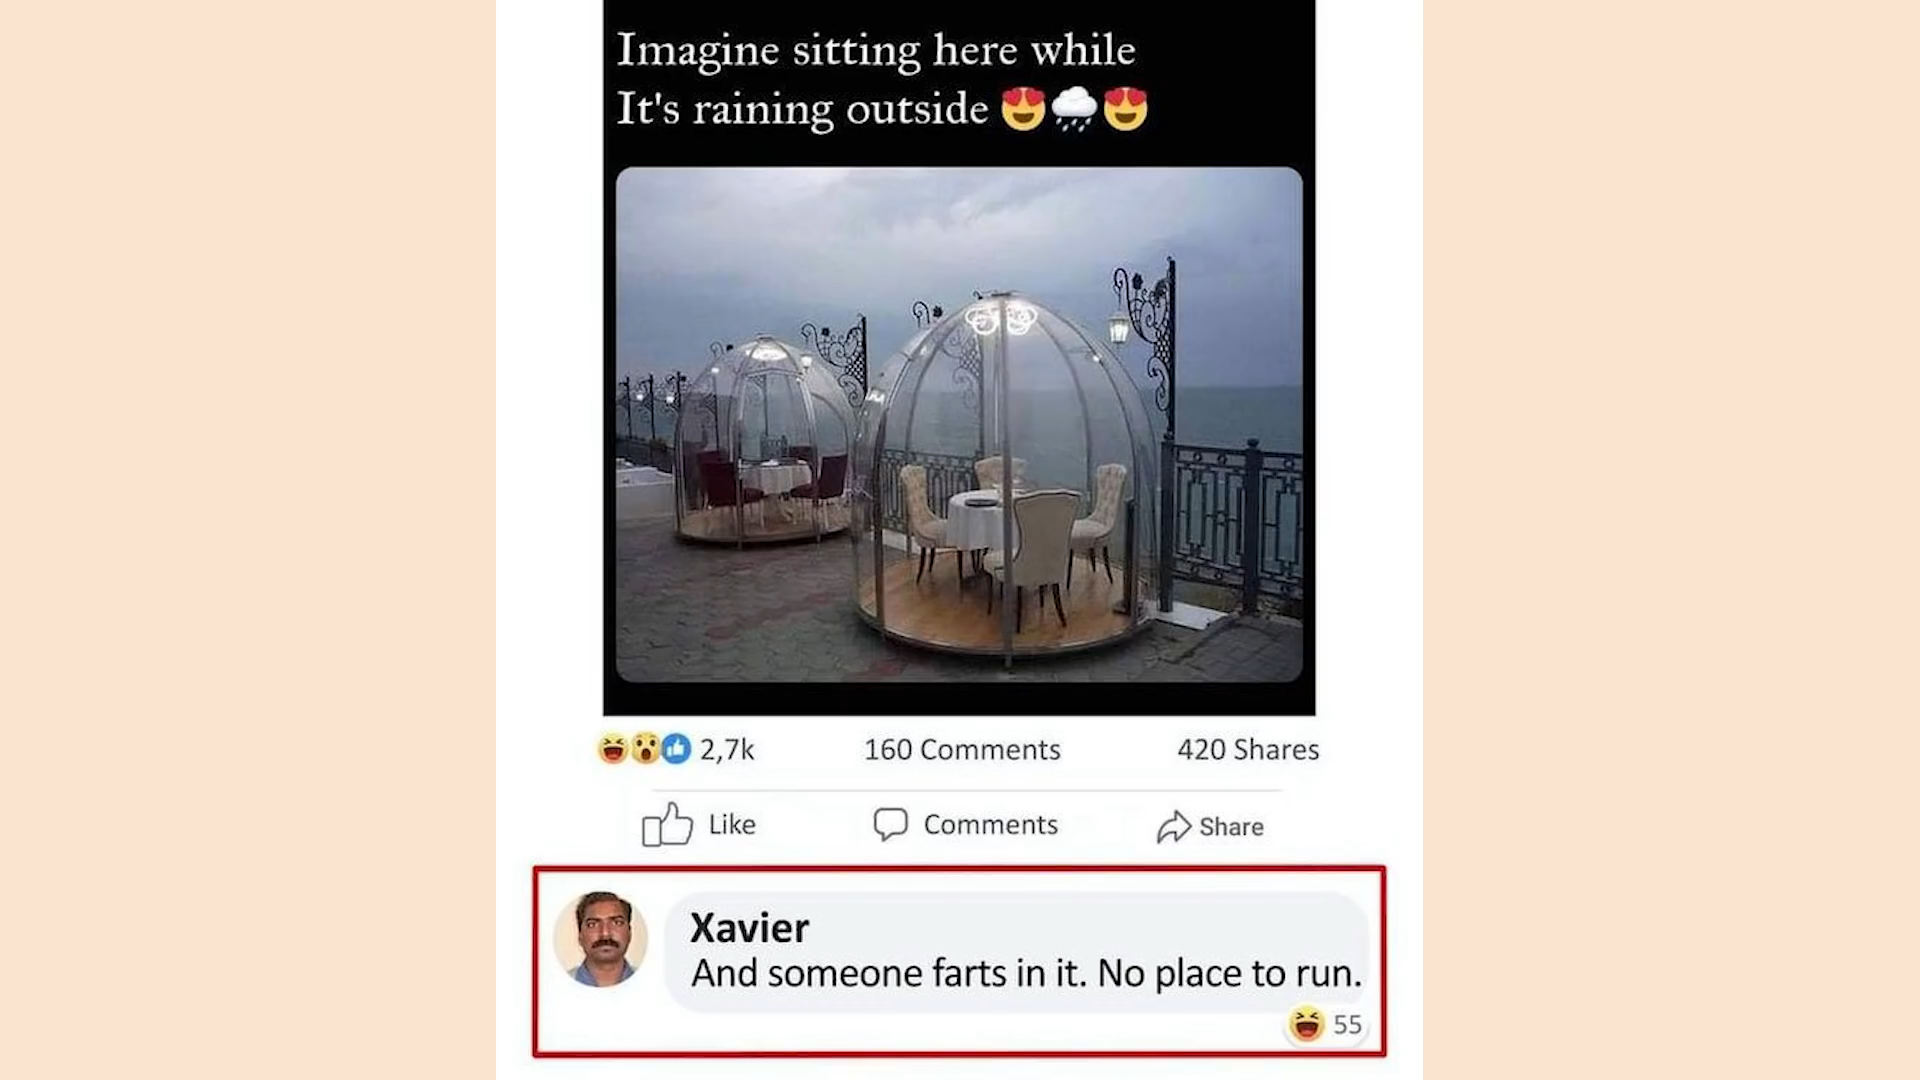 Imagine sitting here while
It's raining outside 😍🌧️😍
2,7k 160 Comments 420 Shares
Like Comments Share
Xavier
And someone farts in it. No place to run.
55